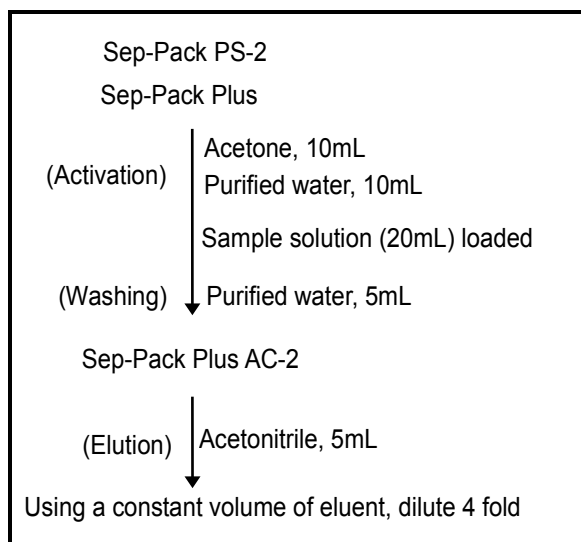 Sep-Pack PS-2
Sep-Pack Plus
Acetone, 10mL
(Activation)
Purified water, 10mL
Sample solution (20mL) loaded
(Washing) Purified water, 5mL
Sep-Pack Plus AC-2
(Elution) Acetonitrile, 5mL
Using a constant volume of eluent, dilute 4 fold